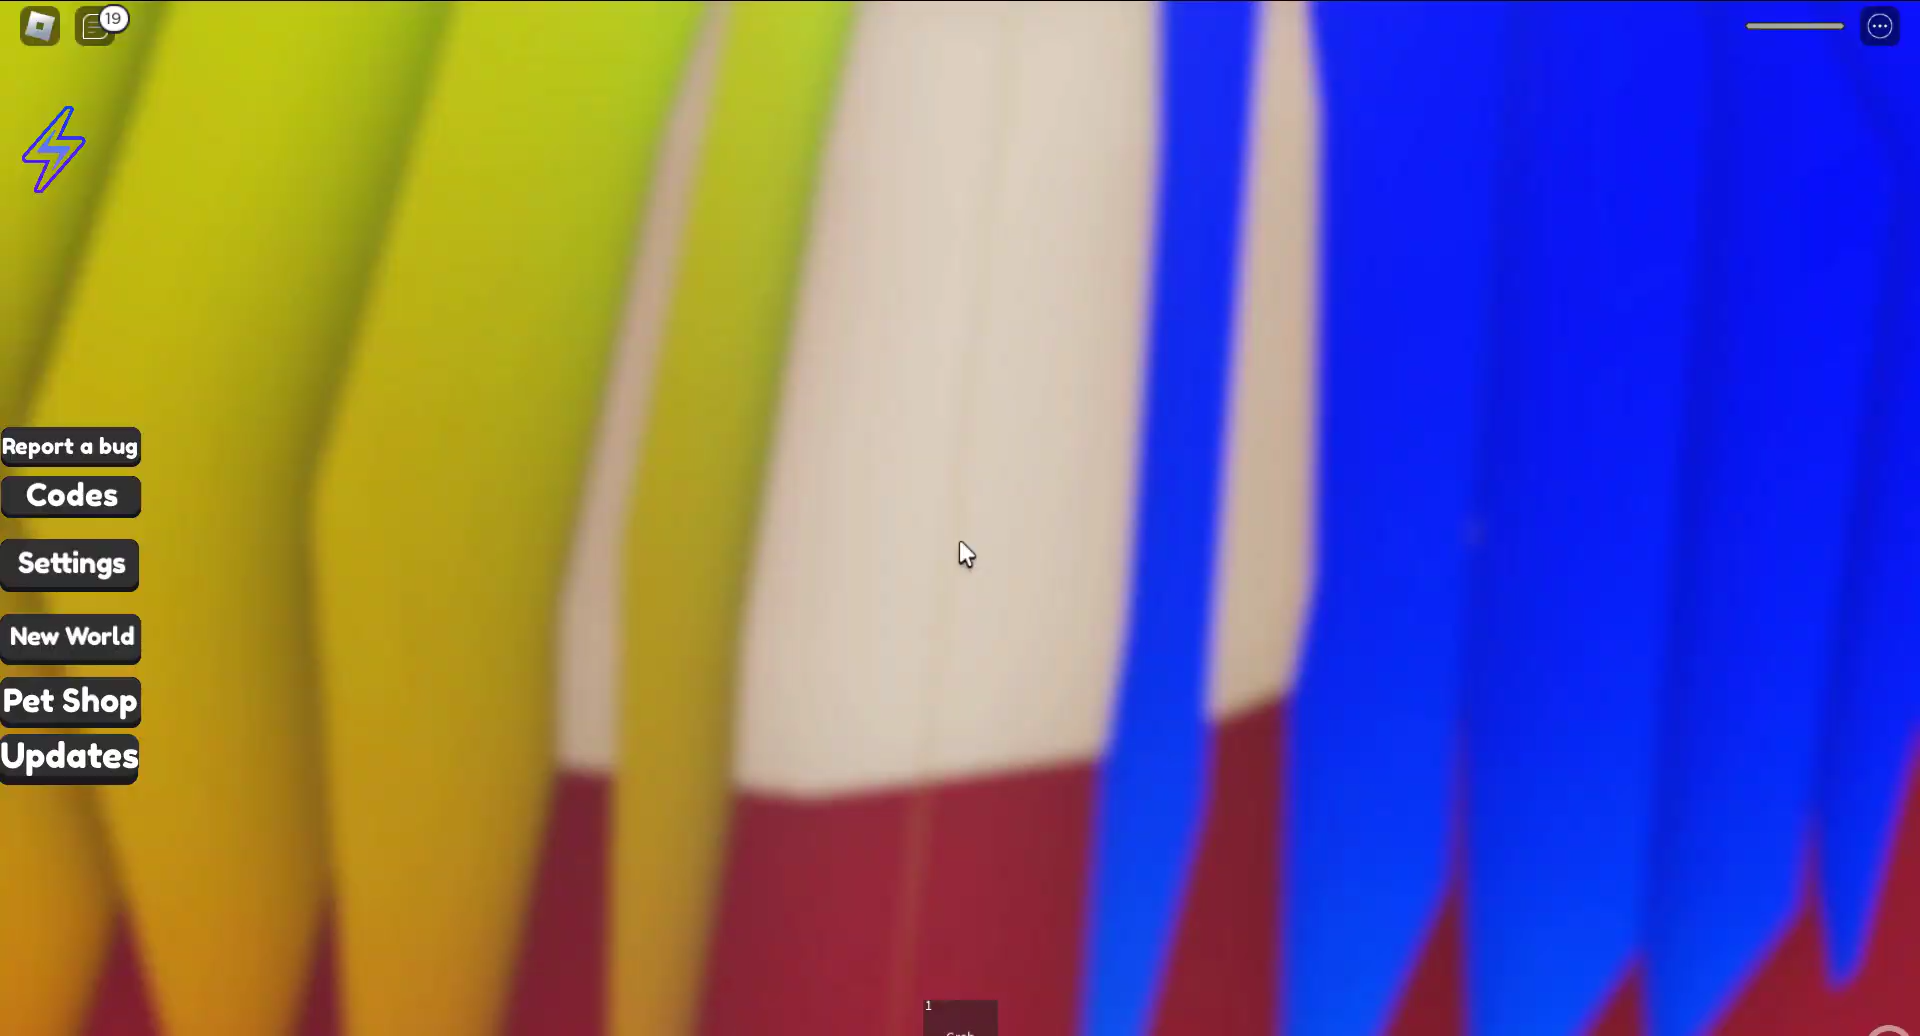 19
Report a bug
Codes
Settings
New World
Pet Shop
Updates
1